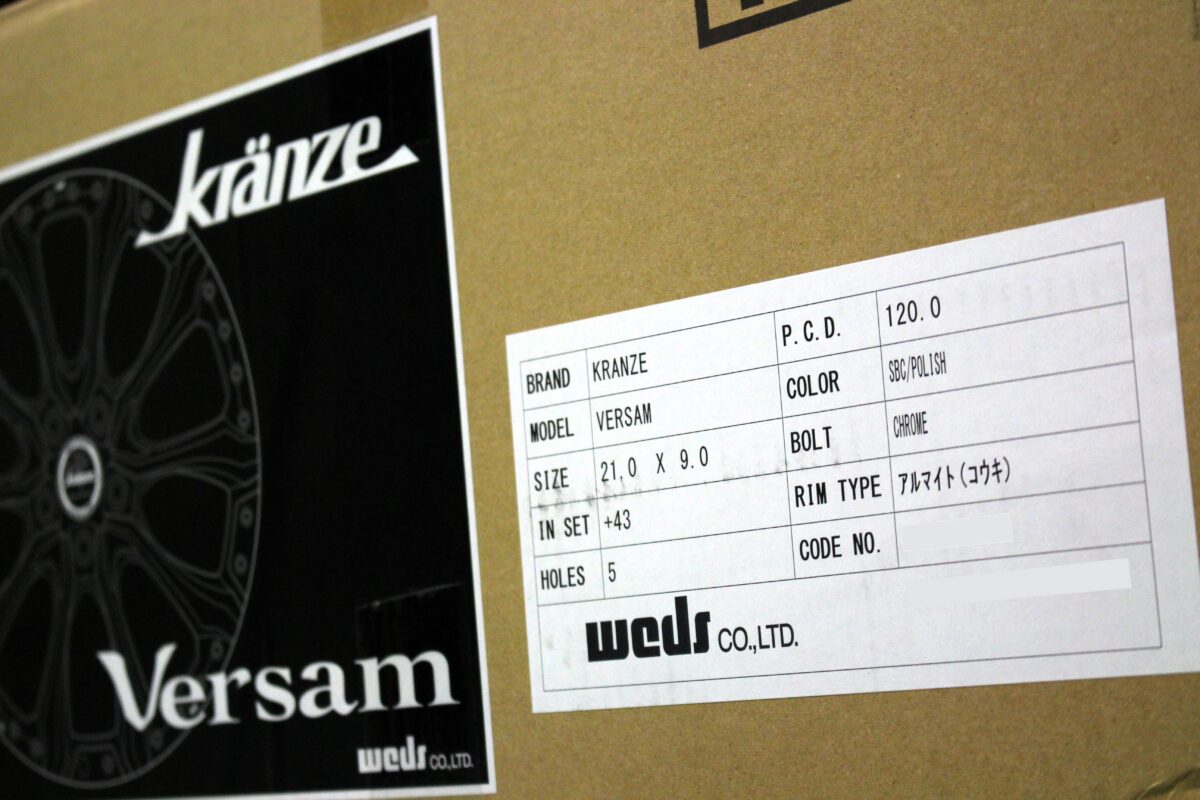 kränze
Versam
weds CO.,LTD.
BRAND KRANZE P.C.D. 120.0
MODEL VERSAM COLOR SBC/POLISH
SIZE 21.0 X 9.0 BOLT CHROME
IN SET +43 RIM TYPE アルマイト(コウキ)
HOLES 5 CODE NO.
weds CO.,LTD.